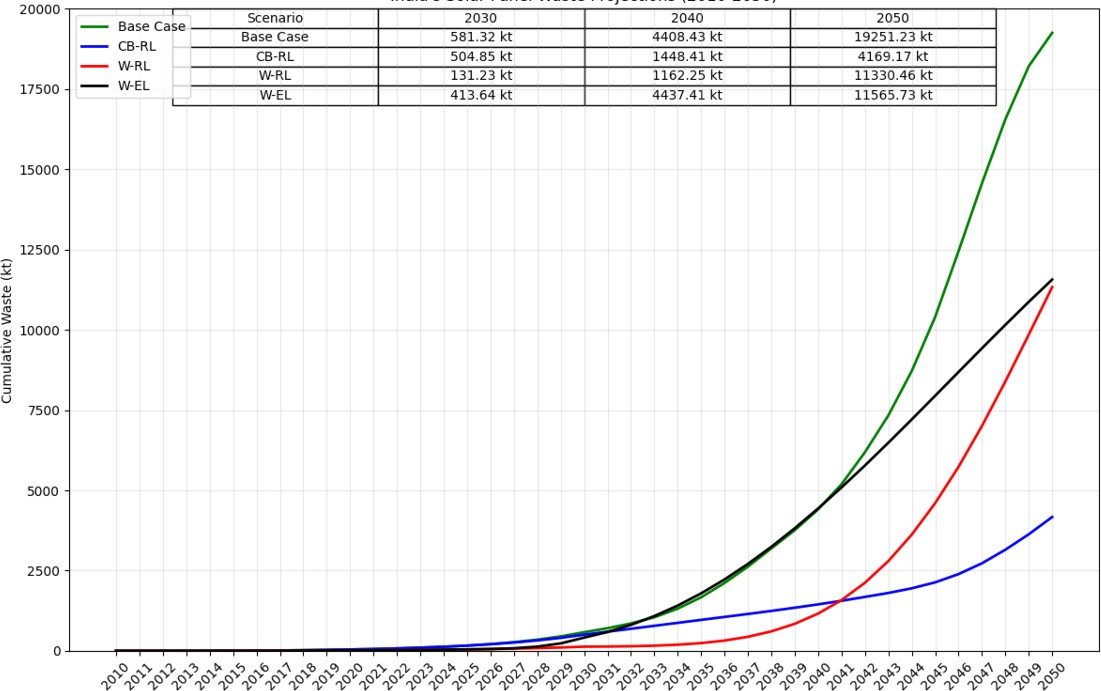 20000
17500
15000
12500
10000
7500
5000
2500
0
Cumulative Waste (kt)
Base Case
CB-RL
W-RL
W-EL
Scenario 2030 2040 2050
Base Case 581.32 kt 4408.43 kt 19251.23 kt
CB-RL 504.85 kt 1448.41 kt 4169.17 kt
W-RL 131.23 kt 1162.25 kt 11330.46 kt
W-EL 413.64 kt 4437.41 kt 11565.73 kt
2010 2011 2012 2013 2014 2015 2016 2017 2018 2019 2020 2021 2022 2023 2024 2025 2026 2027 2028 2029 2030 2031 2032 2033 2034 2035 2036 2037 2038 2039 2040 2041 2042 2043 2044 2045 2046 2047 2048 2049 2050